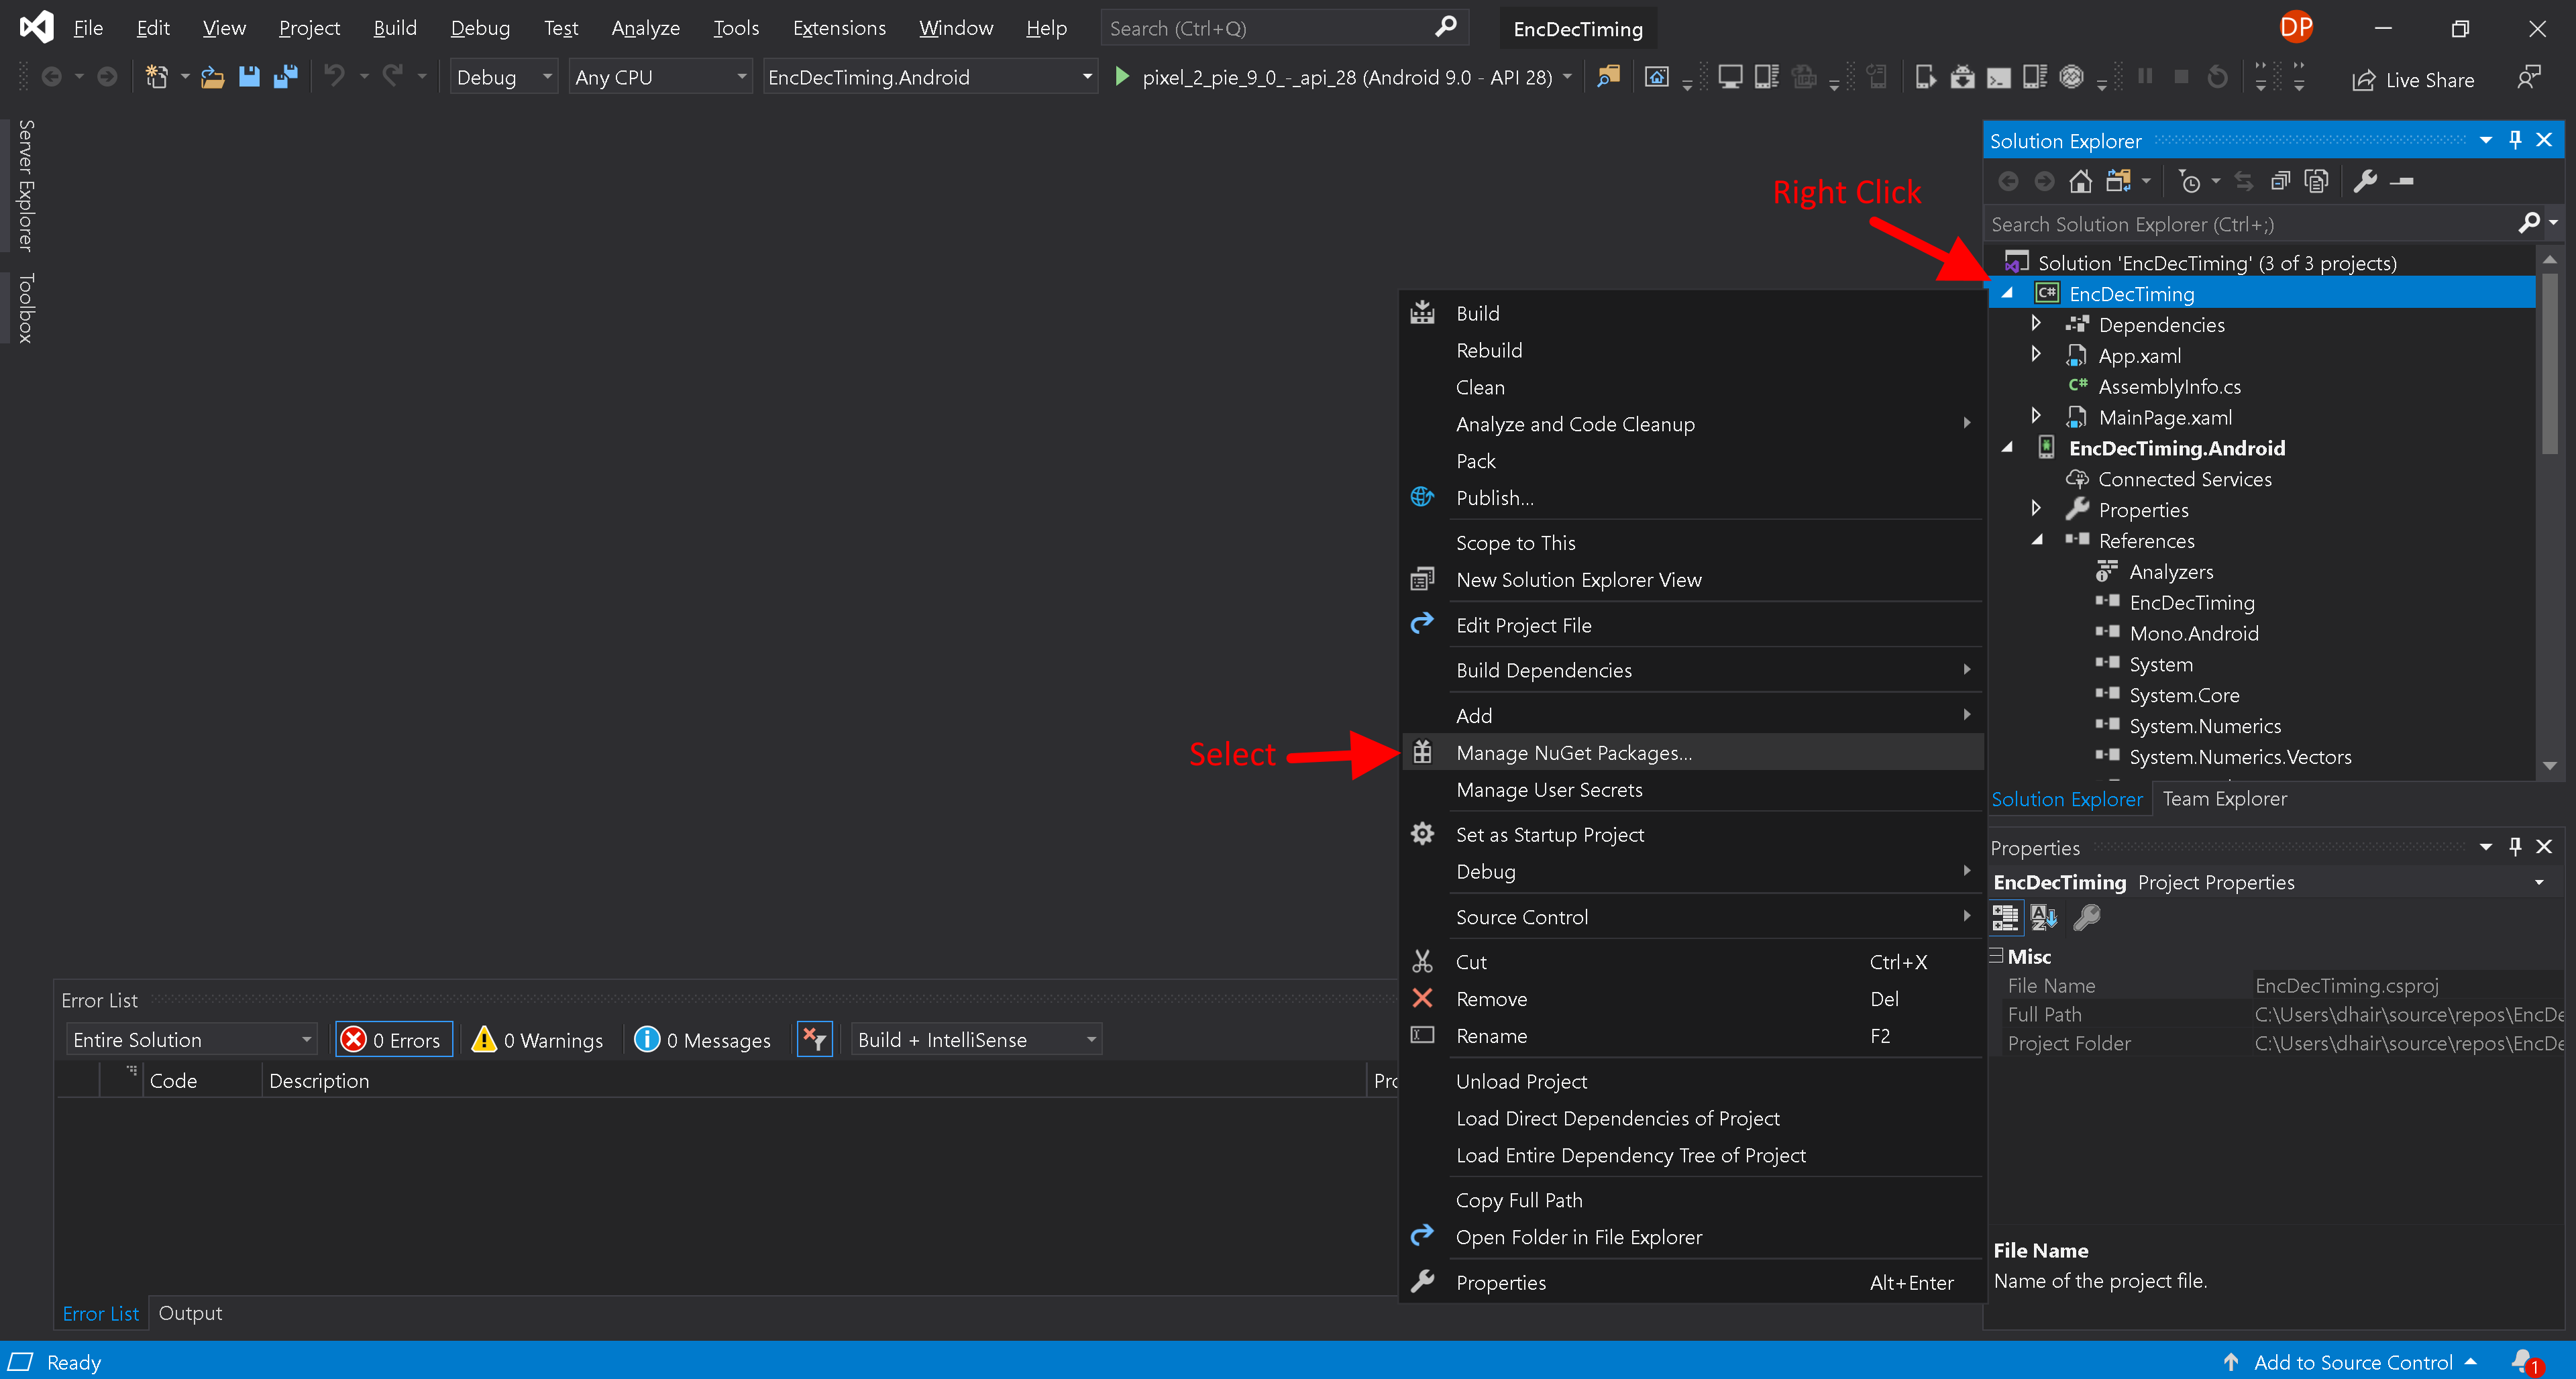 File Edit View Project Build Debug Test Analyze Tools Extensions Window Help Search (Ctrl+Q) EncDecTiming DP
Debug Any CPU EncDecTiming.Android pixel_2_pie_9_0_-_api_28 (Android 9.0 - API 28) Live Share
Server Explorer
Toolbox
Right Click
Select
Solution Explorer
Search Solution Explorer (Ctrl+;)
Solution 'EncDecTiming' (3 of 3 projects)
C# EncDecTiming
Dependencies
App.xaml
C# AssemblyInfo.cs
MainPage.xaml
EncDecTiming.Android
Connected Services
Properties
References
Analyzers
EncDecTiming
Mono.Android
System
System.Core
System.Numerics
System.Numerics.Vectors
Solution Explorer Team Explorer
Build
Rebuild
Clean
Analyze and Code Cleanup
Pack
Publish...
Scope to This
New Solution Explorer View
Edit Project File
Build Dependencies
Add
Manage NuGet Packages...
Manage User Secrets
Set as Startup Project
Debug
Source Control
Cut Ctrl+X
Remove Del
Rename F2
Unload Project
Load Direct Dependencies of Project
Load Entire Dependency Tree of Project
Copy Full Path
Open Folder in File Explorer
Properties Alt+Enter
Properties
EncDecTiming Project Properties
Misc
File Name EncDecTiming.csproj
Full Path C:\Users\dhair\source\repos\EncDe
Project Folder C:\Users\dhair\source\repos\EncDe
File Name
Name of the project file.
Error List
Entire Solution 0 Errors 0 Warnings 0 Messages Build + IntelliSense
Code Description
Error List Output
Ready Add to Source Control 1